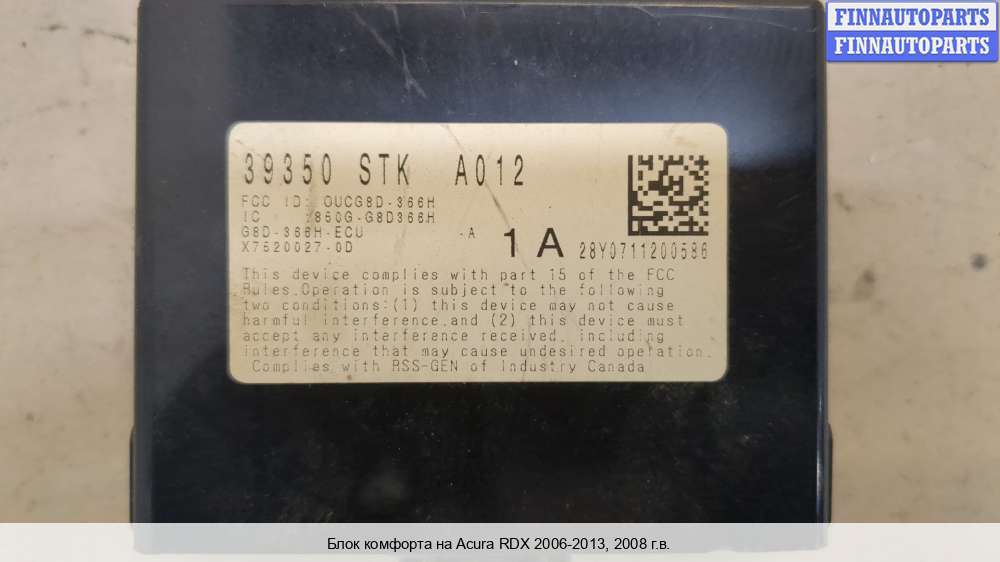 FINNAUTOPARTS
FINNAUTOPARTS
39350 STK A012
FCC ID: OUCG8D-366H
IC 850G-G8D366H
G8D-366H-ECU -A
X7620027-0D
1 A 28Y0711200586
This device complies with part 15 of the FCC
Rules.Operation is subject to the following
two conditions:(1) this device may not cause
harmful interference,and (2) this device must
accept any interference received, including
interference that may cause undesired operation.
Complies with RSS-GEN of Industry Canada
Блок комфорта на Acura RDX 2006-2013, 2008 г.в.